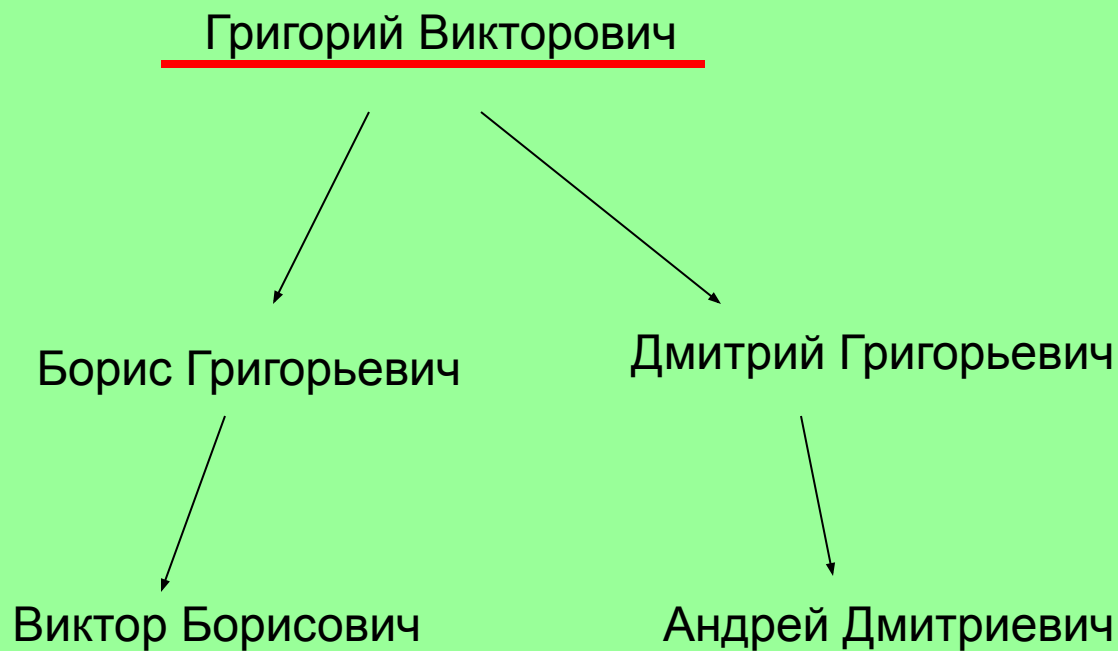 Григорий Викторович
Борис Григорьевич
Дмитрий Григорьевич
Виктор Борисович
Андрей Дмитриевич